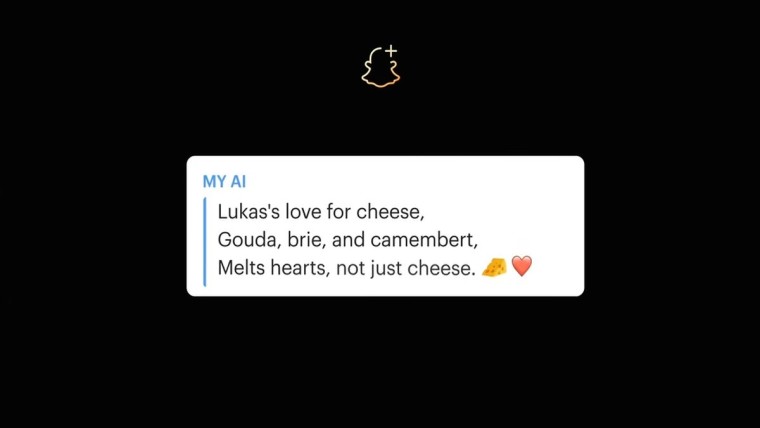 MY AI
Lukas's love for cheese,
Gouda, brie, and camembert,
Melts hearts, not just cheese. 🧀❤️